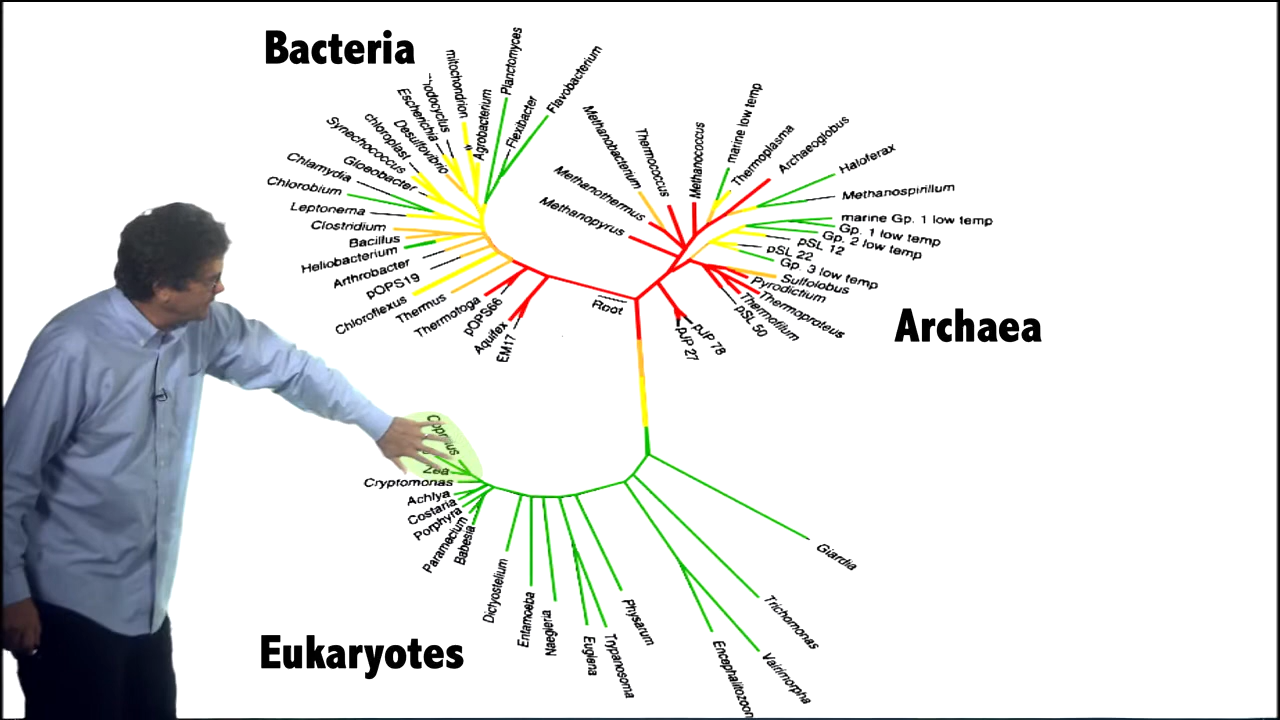 Bacteria
Planctomyces
Flavobacterium
mitochondrion
Agrobacterium
Flexibacter
Escherichia
Desulfovibrio
chloroplast
Synechococcus
Gloeobacter
Chlamydia
Chlorobium
Leptonema
Clostridium
Bacillus
Heliobacterium
Arthrobacter
pOPS19
Chloroflexus
Thermus
Thermotoga
pOPS66
Aquifex
EM17
Root
Methanobacterium
Thermococcus
Methanococcus
Methanothermus
Methanopyrus
marine low temp
Thermoplasma
Archaeoglobus
Haloferax
Methanospirillum
marine Gp. 1 low temp
Gp. 1 low temp
Gp. 2 low temp
pSL 12
pSL 22
Gp. 3 low temp
Sulfolobus
Pyrodictium
Thermoproteus
Thermofilum
pSL 50
pJP 78
pJP 27
Archaea
Zea
Cryptomonas
Achlya
Costaria
Porphyra
Paramecium
Babesia
Dictyostelium
Entamoeba
Naegleria
Euglena
Trypanosoma
Physarum
Encephalitozoon
Vairimorpha
Trichomonas
Giardia
Eukaryotes